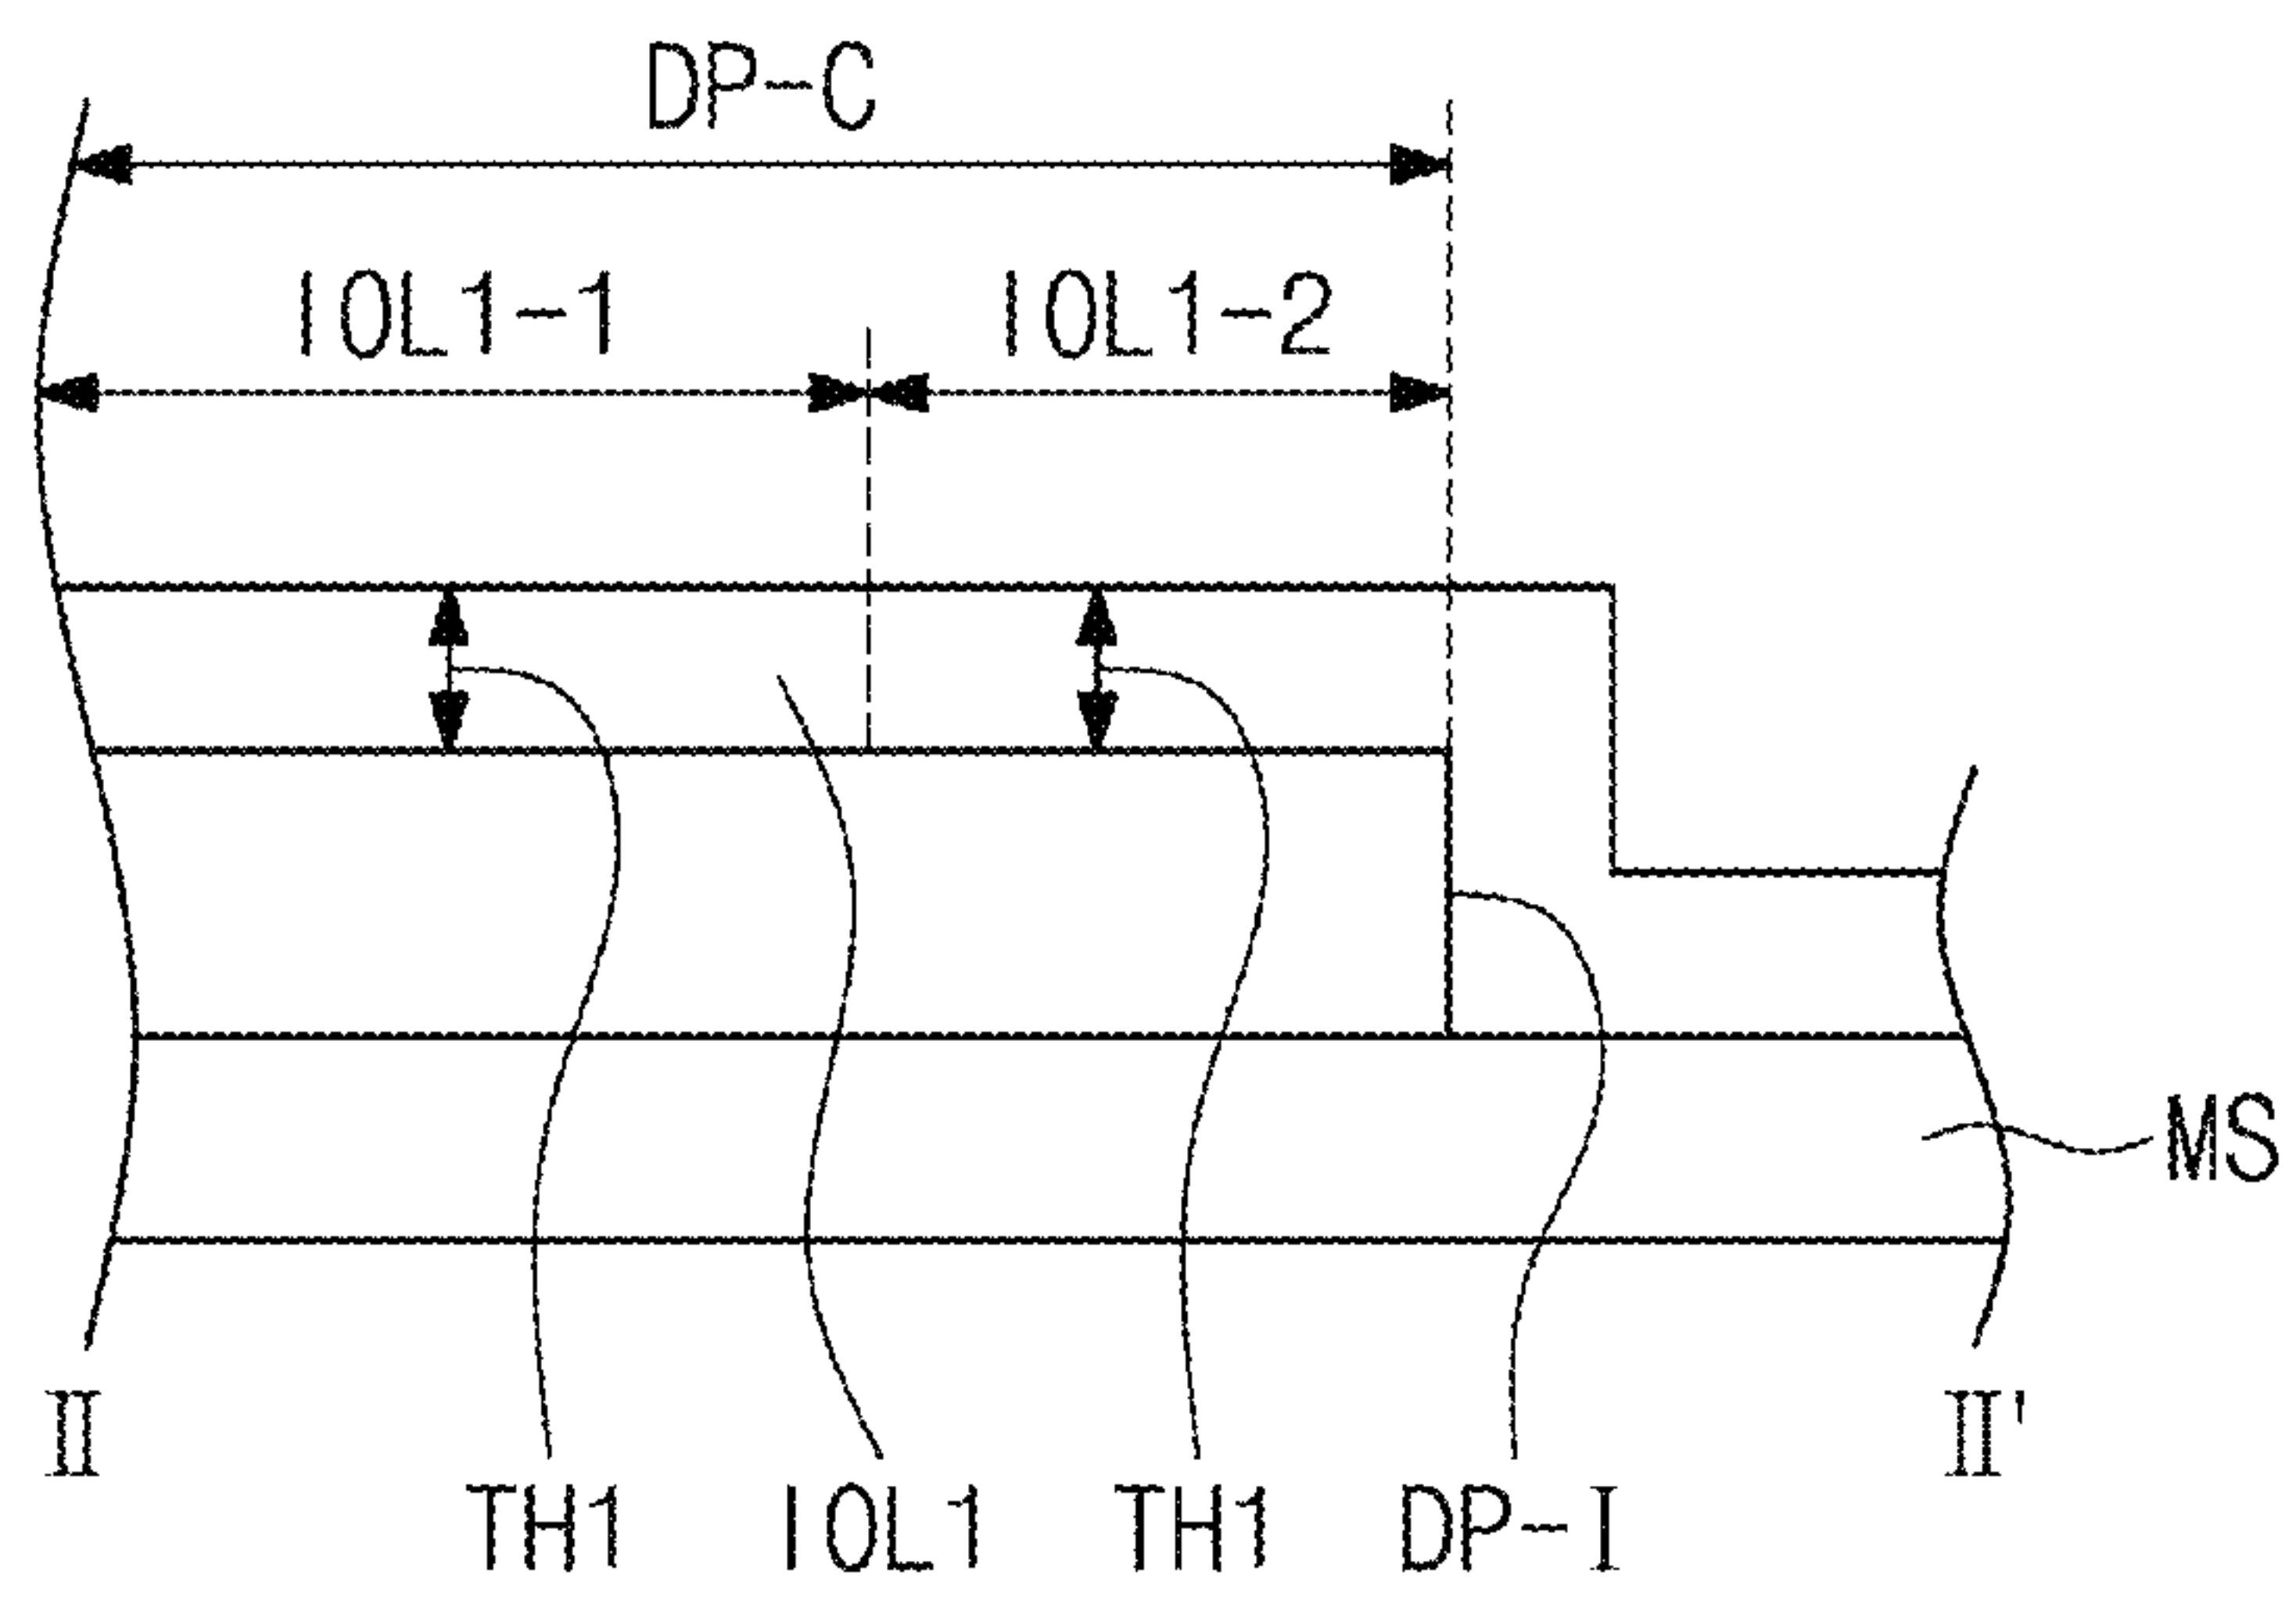 DP-C
IOL1-1 IOL1-2
MS
II II'
TH1 IOL1 TH1 DP-I